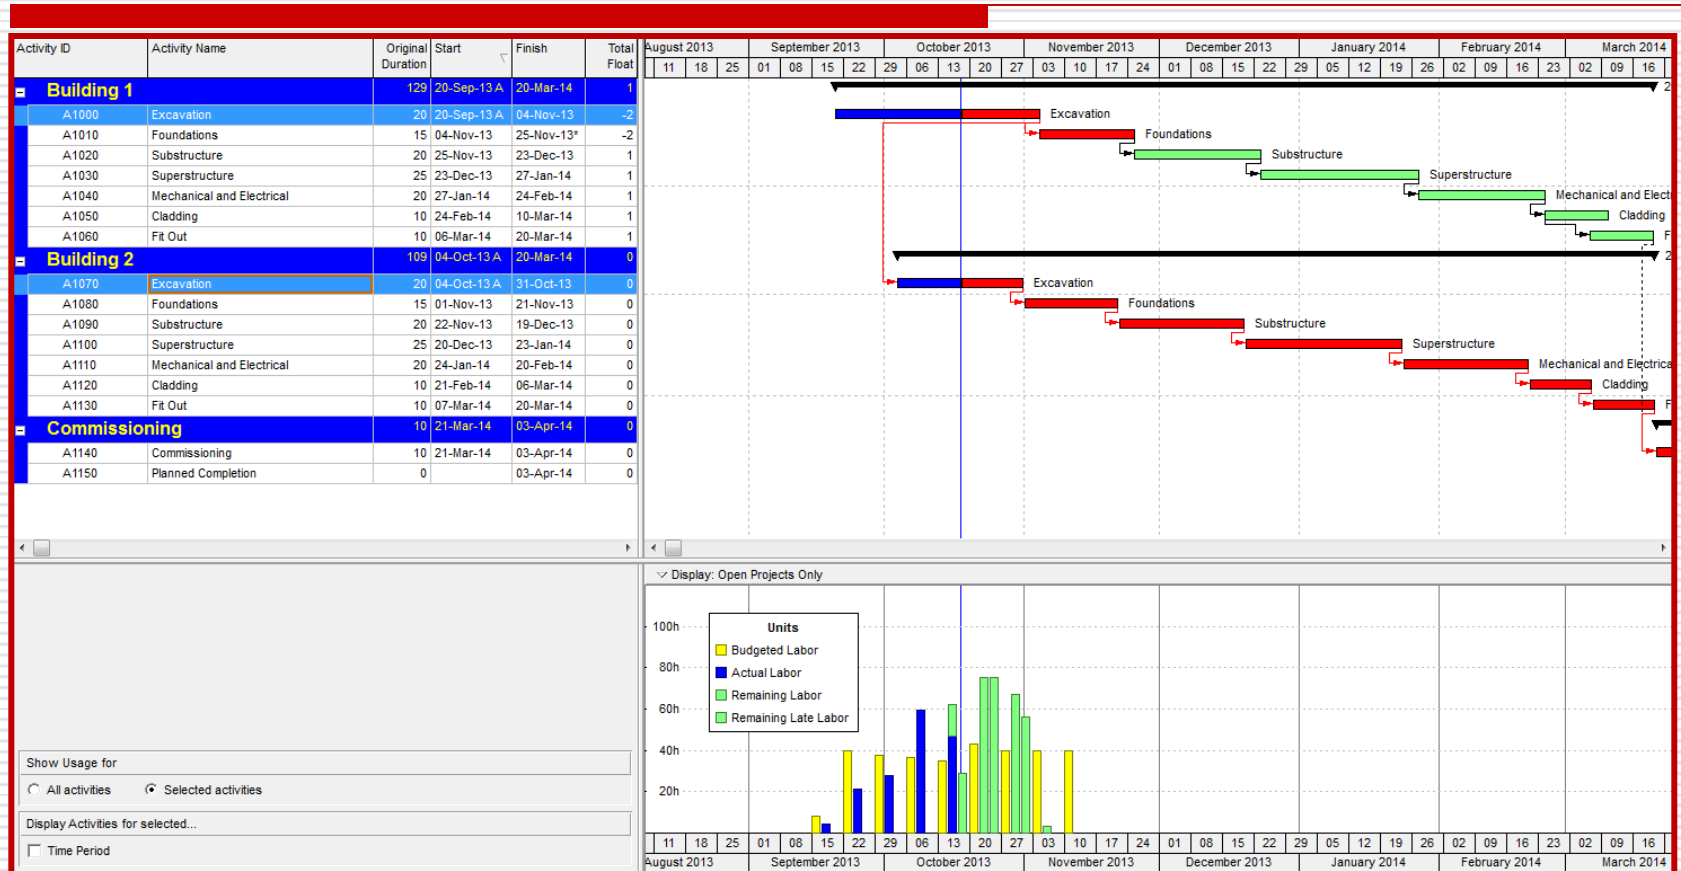 Activity ID Activity Name Original Duration Start Finish Total Float
August 2013 September 2013 October 2013 November 2013 December 2013 January 2014 February 2014 March 2014
11 18 25 01 08 15 22 29 06 13 20 27 03 10 17 24 01 08 15 22 29 05 12 19 26 02 09 16 23 02 09 16
Building 1 129 20-Sep-13 A 20-Mar-14 1
A1000 Excavation 20 20-Sep-13 A 04-Nov-13 -2 Excavation
A1010 Foundations 15 04-Nov-13 25-Nov-13* -2 Foundations
A1020 Substructure 20 25-Nov-13 23-Dec-13 1 Substructure
A1030 Superstructure 25 23-Dec-13 27-Jan-14 1 Superstructure
A1040 Mechanical and Electrical 20 27-Jan-14 24-Feb-14 1 Mechanical and Electr
A1050 Cladding 10 24-Feb-14 10-Mar-14 1 Cladding
A1060 Fit Out 10 06-Mar-14 20-Mar-14 1 F
Building 2 109 04-Oct-13 A 20-Mar-14 0 2
A1070 Excavation 20 04-Oct-13 A 31-Oct-13 0 Excavation
A1080 Foundations 15 01-Nov-13 21-Nov-13 0 Foundations
A1090 Substructure 20 22-Nov-13 19-Dec-13 0 Substructure
A1100 Superstructure 25 20-Dec-13 23-Jan-14 0 Superstructure
A1110 Mechanical and Electrical 20 24-Jan-14 20-Feb-14 0 Mechanical and Electrica
A1120 Cladding 10 21-Feb-14 06-Mar-14 0 Cladding
A1130 Fit Out 10 07-Mar-14 20-Mar-14 0 F
Commissioning 10 21-Mar-14 03-Apr-14 0
A1140 Commissioning 10 21-Mar-14 03-Apr-14 0
A1150 Planned Completion 0 03-Apr-14 0
Display: Open Projects Only
100h
80h
60h
40h
20h
Units
Budgeted Labor
Actual Labor
Remaining Labor
Remaining Late Labor
Show Usage for
All activities Selected activities
Display Activities for selected...
Time Period
11 18 25 01 08 15 22 29 06 13 20 27 03 10 17 24 01 08 15 22 29 05 12 19 26 02 09 16 23 02 09 16
August 2013 September 2013 October 2013 November 2013 December 2013 January 2014 February 2014 March 2014